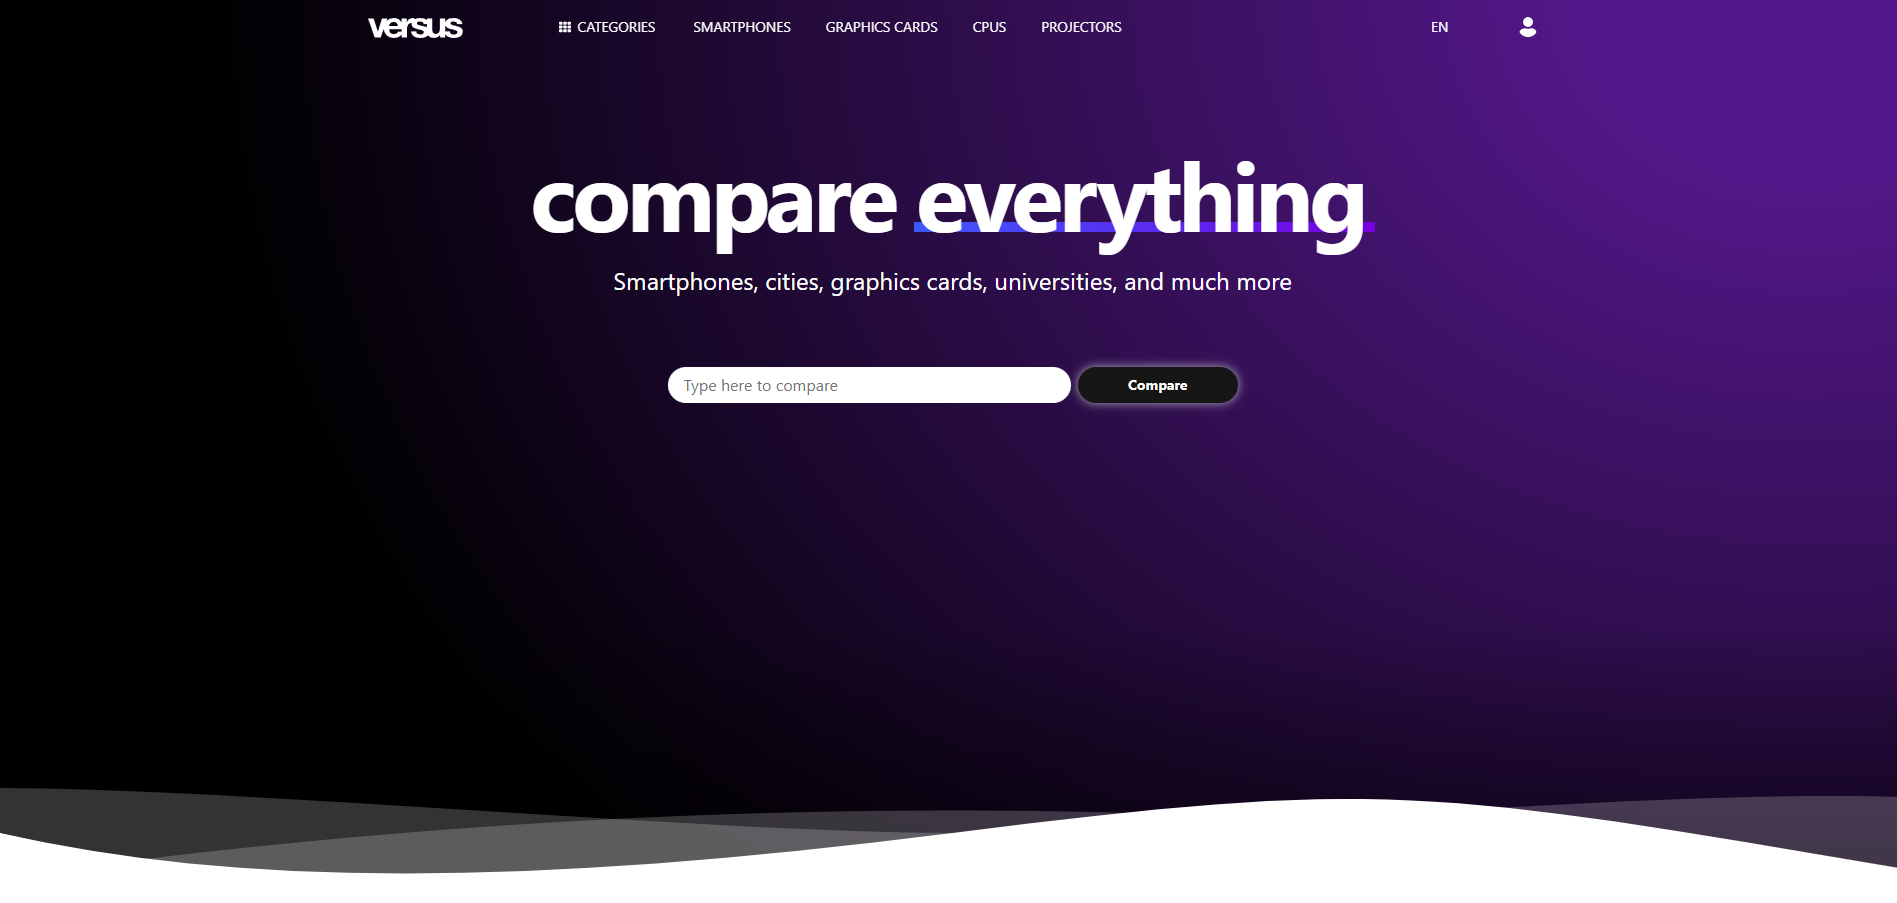 versus CATEGORIES SMARTPHONES GRAPHICS CARDS CPUS PROJECTORS EN
compare everything
Smartphones, cities, graphics cards, universities, and much more
Type here to compare Compare